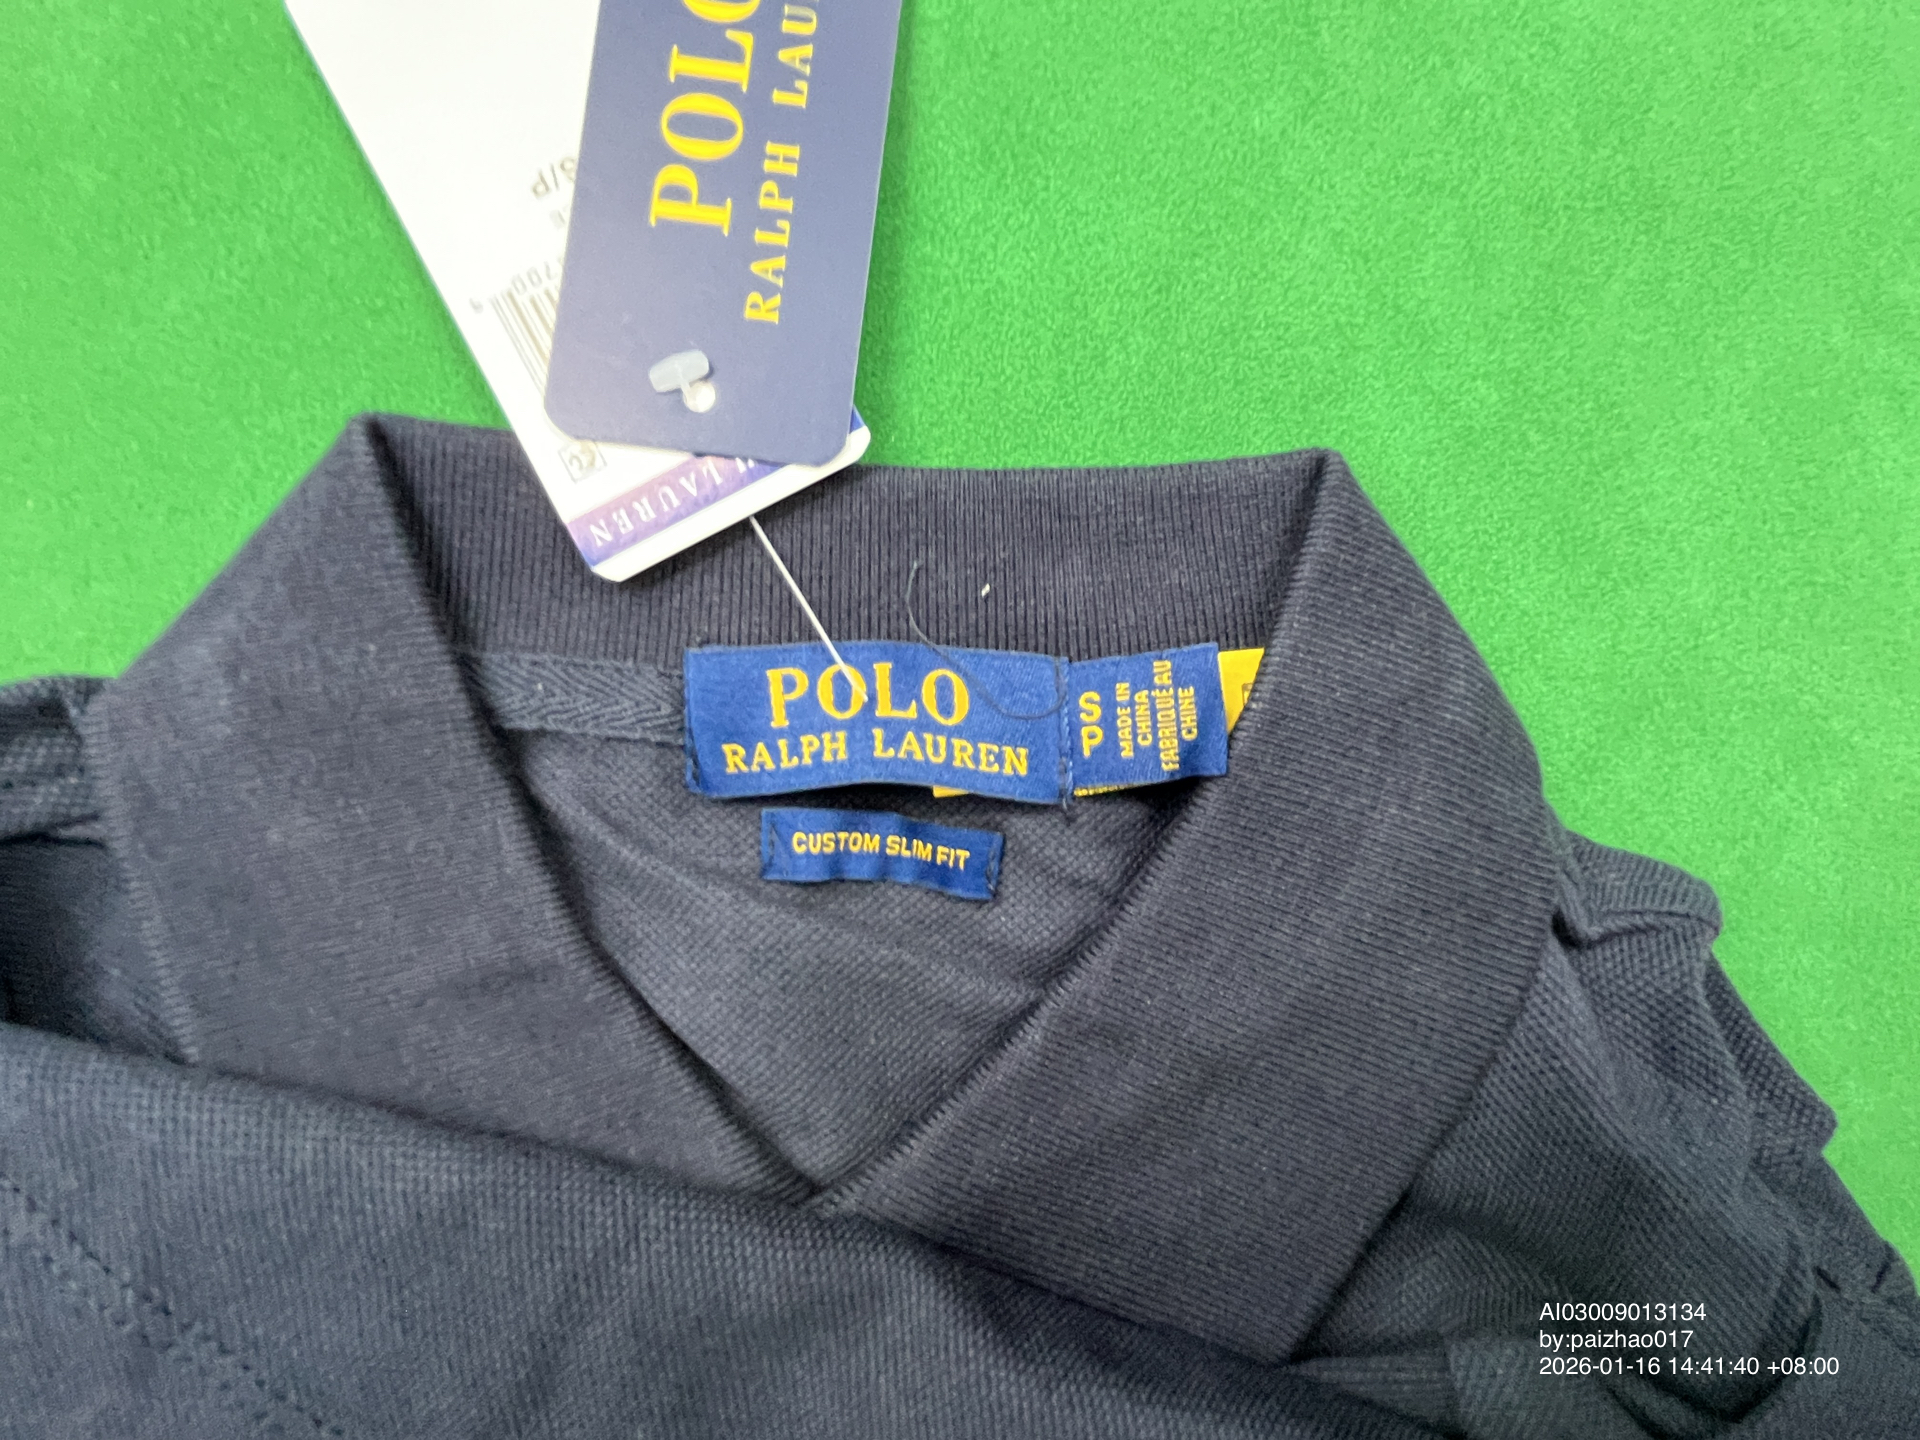 POLO
RALPH LAU
S/P
LAUREN
POLO
RALPH LAUREN
S
P
MADE IN
CHINA
FABRIQUÉ AU
CHINE
CUSTOM SLIM FIT
AI03009013134
by:paizhao017
2026-01-16 14:41:40 +08:00